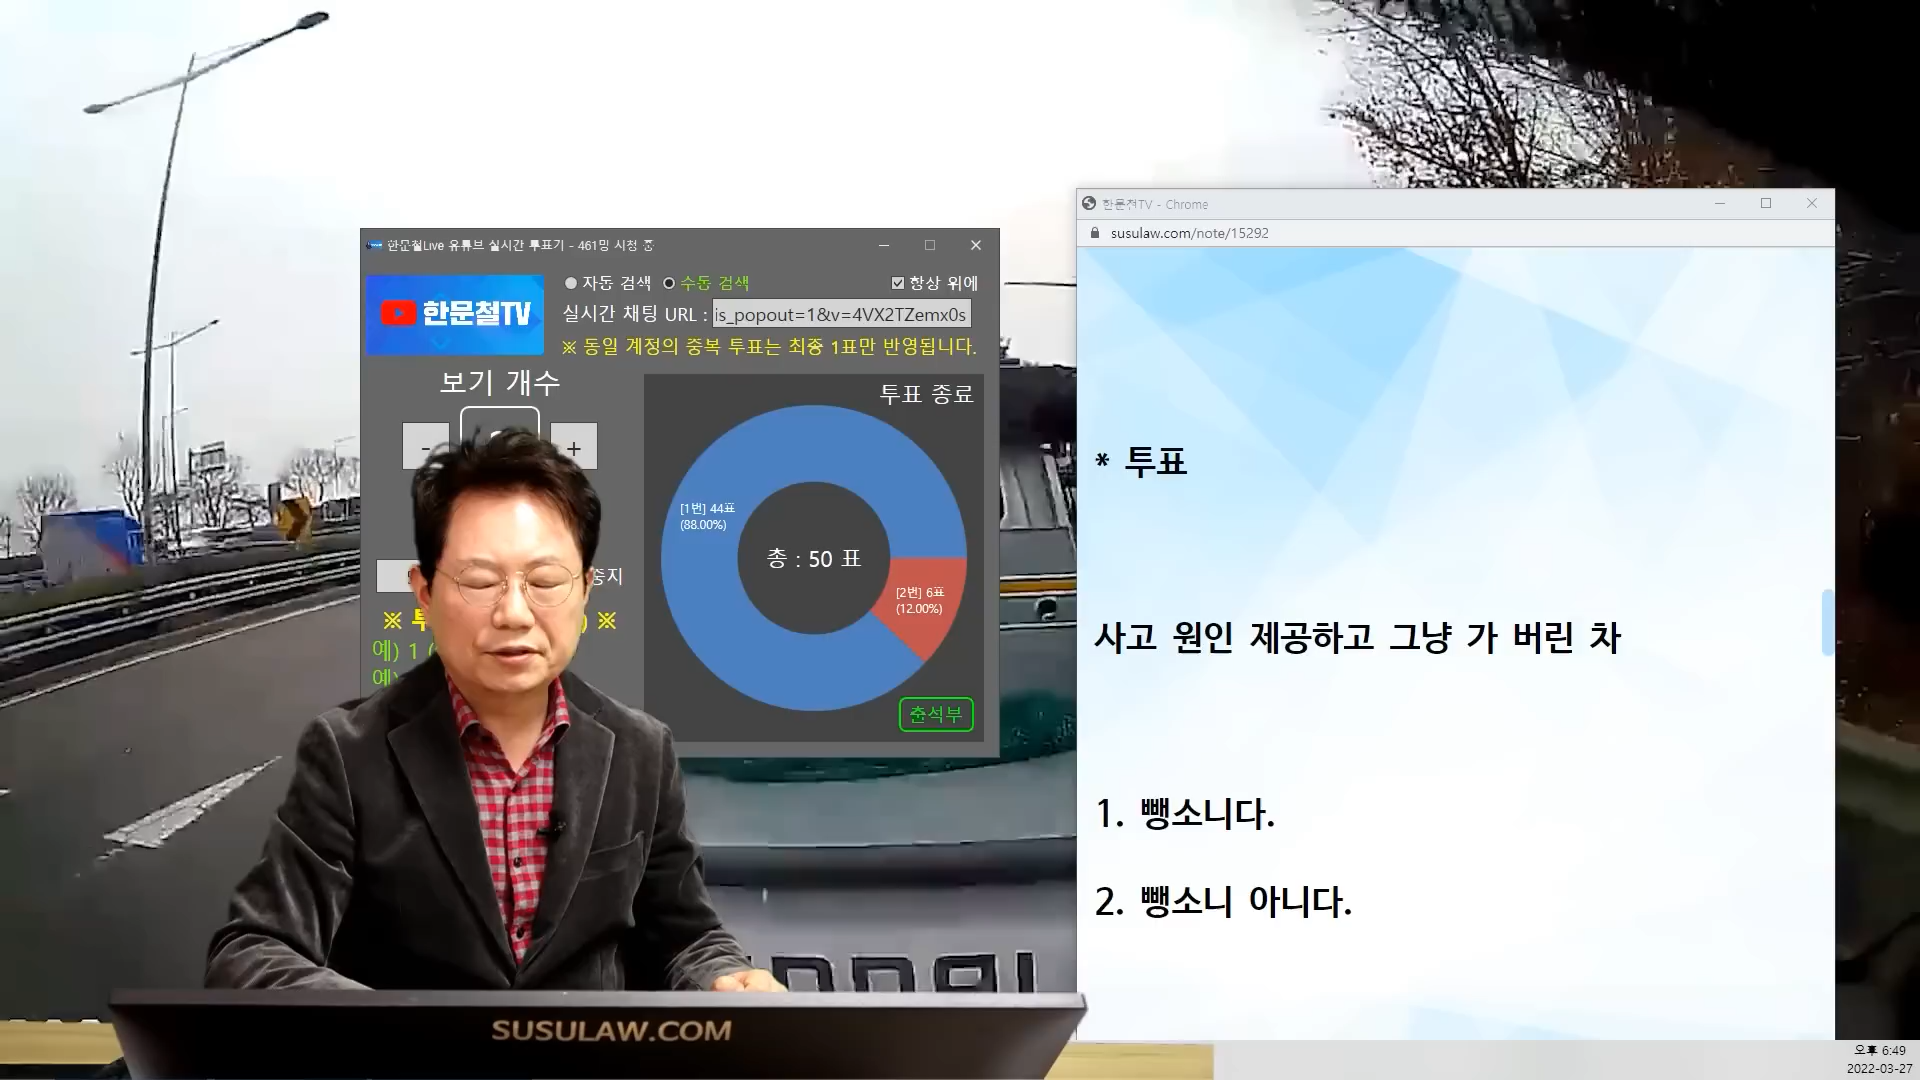 한문철Live 유튜브 실시간 투표기 - 461명 시청 중
한문철TV
자동 검색 수동 검색
항상 위에
실시간 채팅 URL : is_popout=1&v=4VX2TZemx0s
※ 동일 계정의 중복 투표는 최종 1표만 반영됩니다.
보기 개수
- +
중지
※
) ※
예) 1 (
예)
투표 종료
[1번] 44표
(88.00%)
총 : 50 표
[2번] 6표
(12.00%)
출석부
한문철TV - Chrome
susulaw.com/note/15292
* 투표
사고 원인 제공하고 그냥 가 버린 차
1. 뺑소니다.
2. 뺑소니 아니다.
SUSULAW.COM
오후 6:49
2022-03-27